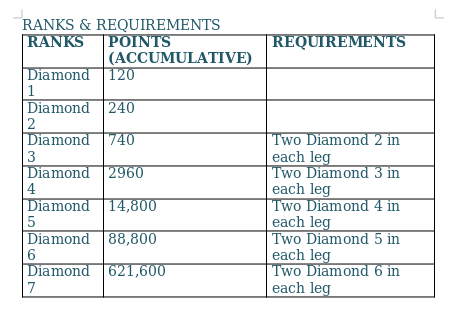 RANKS & REQUIREMENTS
RANKS POINTS (ACCUMULATIVE) REQUIREMENTS
Diamond 1 120
Diamond 2 240
Diamond 3 740 Two Diamond 2 in each leg
Diamond 4 2960 Two Diamond 3 in each leg
Diamond 5 14,800 Two Diamond 4 in each leg
Diamond 6 88,800 Two Diamond 5 in each leg
Diamond 7 621,600 Two Diamond 6 in each leg